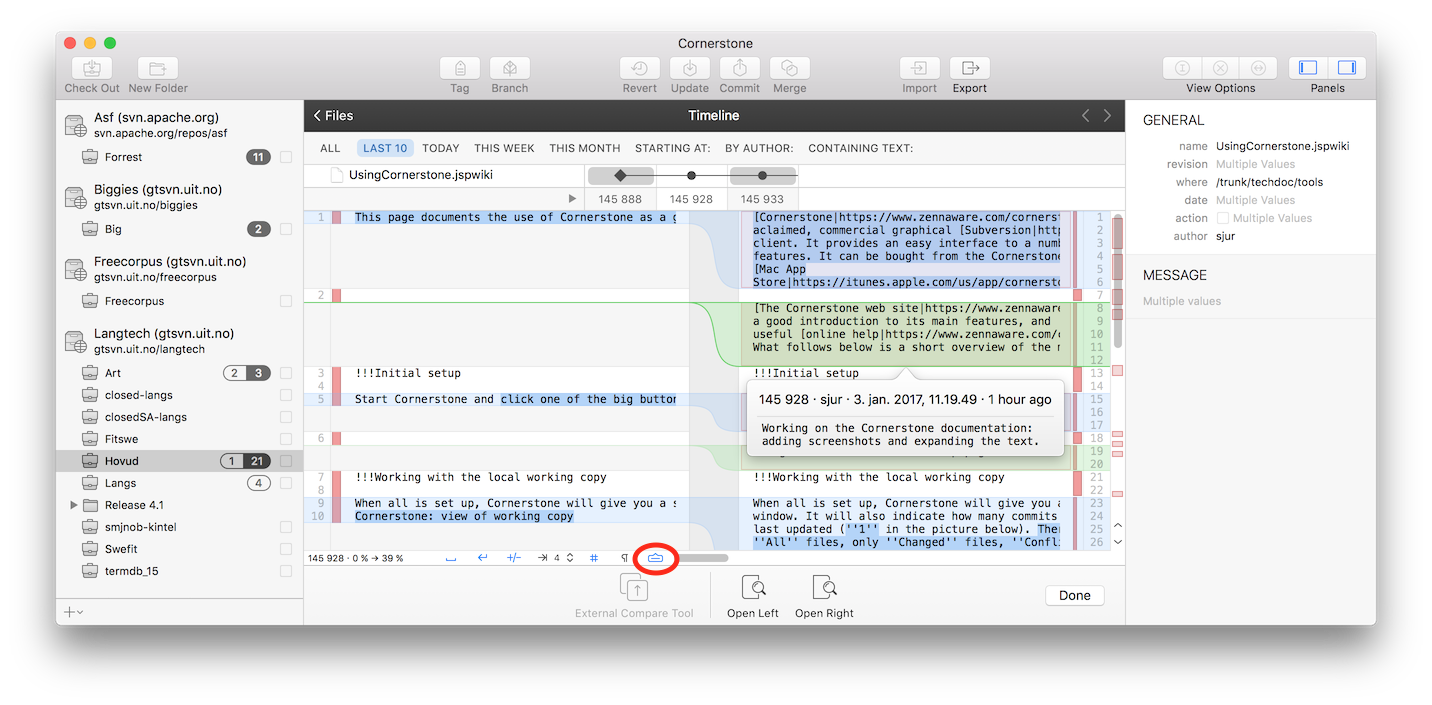 Cornerstone
Check Out
New Folder
Tag
Branch
Revert
Update
Commit
Merge
Import
Export
View Options
Panels
Asf (svn.apache.org)
svn.apache.org/repos/asf
Forrest 11
Biggies (gtsvn.uit.no)
gtsvn.uit.no/biggies
Big 2
Freecorpus (gtsvn.uit.no)
gtsvn.uit.no/freecorpus
Freecorpus
Langtech (gtsvn.uit.no)
gtsvn.uit.no/langtech
Art 2 3
closed-langs
closedSA-langs
Fitswe
Hovud 1 21
Langs 4
Release 4.1
smjnob-kintel
Swefit
termdb_15
Files
Timeline
ALL LAST 10 TODAY THIS WEEK THIS MONTH STARTING AT: BY AUTHOR: CONTAINING TEXT:
UsingCornerstone.jspwiki
145 888 145 928 145 933
1 This page documents the use of Cornerstone as a g
2
3 !!!Initial setup
4
5 Start Cornerstone and click one of the big button
6
7 !!!Working with the local working copy
8
9 When all is set up, Cornerstone will give you a s
10 Cornerstone: view of working copy
[Cornerstone|https://www.zennaware.com/cornerst 1
aclaimed, commercial graphical [Subversion|http 2
client. It provides an easy interface to a numb 3
features. It can be bought from the Cornerstone 4
[Mac App 5
Store|https://itunes.apple.com/us/app/cornersto 6
7
[The Cornerstone web site|https://www.zennaware 8
a good introduction to its main features, and 9
useful [online help|https://www.zennaware.com/c 10
What follows below is a short overview of the m 11
12
!!!Initial setup 13
14
15
16
17
18
19
20
145 928 · sjur · 3. jan. 2017, 11.19.49 · 1 hour ago
Working on the Cornerstone documentation:
adding screenshots and expanding the text.
!!!Working with the local working copy 21
22
When all is set up, Cornerstone will give you a 23
window. It will also indicate how many commits 24
last updated (''1'' in the picture below). Ther 25
''All'' files, only ''Changed'' files, ''Confli 26
145 928 · 0 % → 39 %
+/-
4
#
¶
External Compare Tool
Open Left
Open Right
Done
GENERAL
name UsingCornerstone.jspwiki
revision Multiple Values
where /trunk/techdoc/tools
date Multiple Values
action Multiple Values
author sjur
MESSAGE
Multiple values